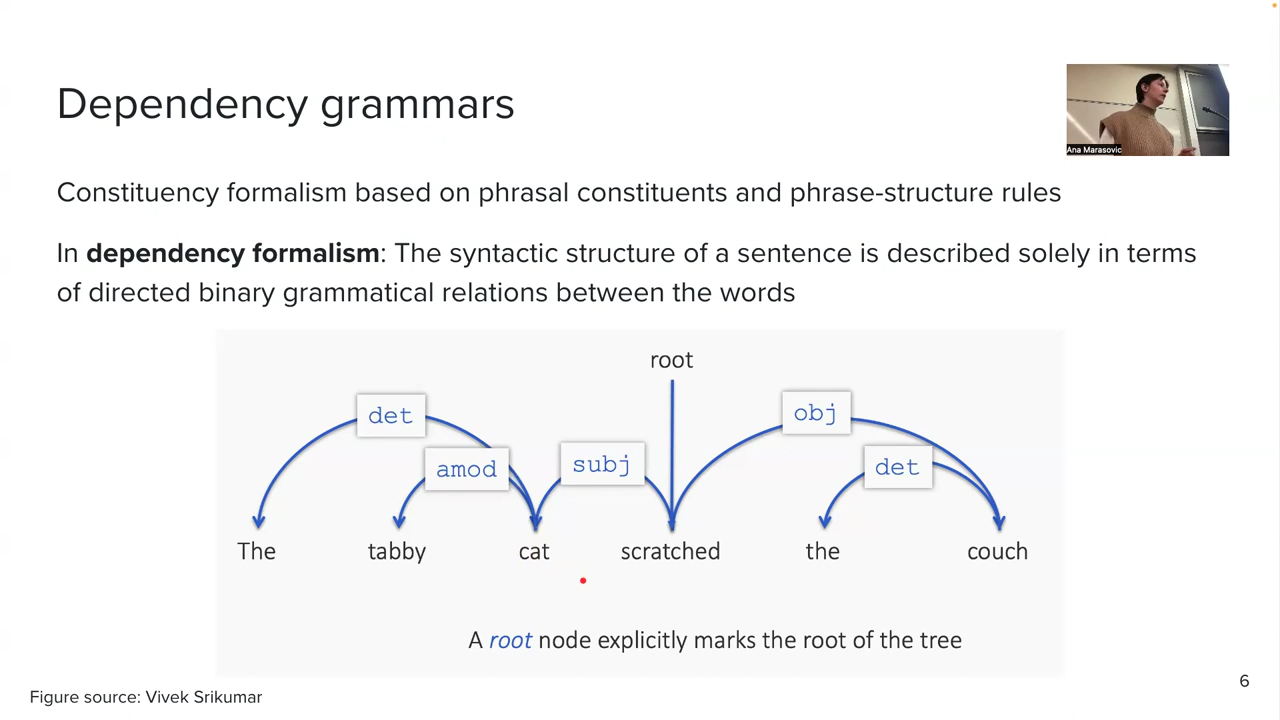 Dependency grammars
Ana Marasovic
Constituency formalism based on phrasal constituents and phrase-structure rules
In dependency formalism: The syntactic structure of a sentence is described solely in terms
of directed binary grammatical relations between the words
root
det
obj
amod
subj
det
The tabby cat scratched the couch
A root node explicitly marks the root of the tree
6
Figure source: Vivek Srikumar